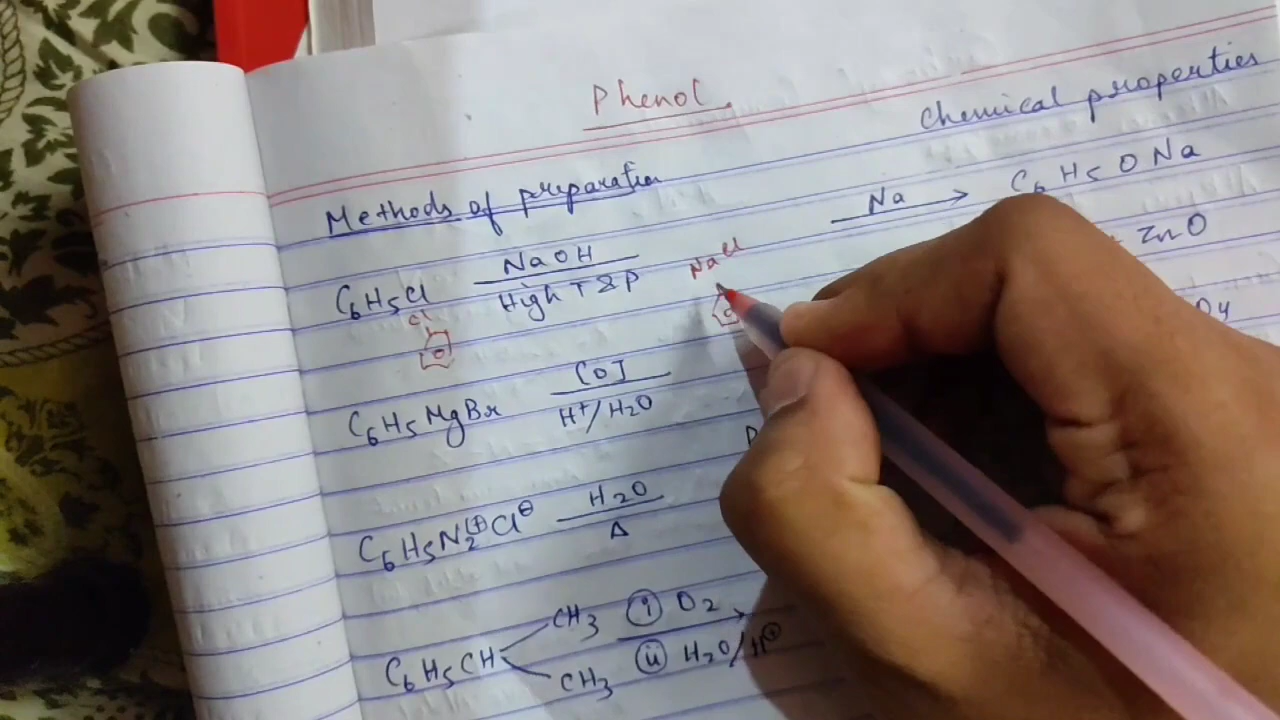 Phenol
Chemical properties
Methods of preparation
Na → C6H5ONa
C6H5Cl NaOH
High T & P
NaCl
Cl
ZnO
C6H5MgBr [O]
H+/H2O
C6H5N2⊕Cl⊖ H2O
Δ
C6H5CH CH3 CH3 (i) O2 →
(ii) H2O/H⊕